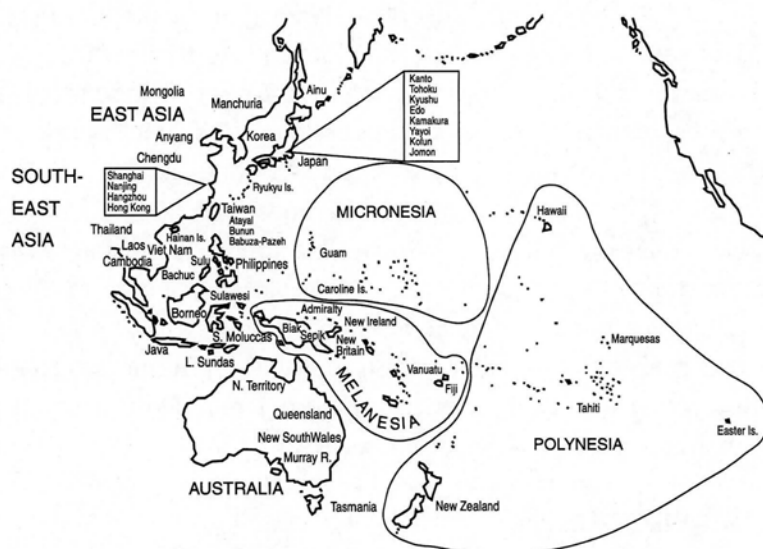 Mongolia
Ainu
Manchuria
EAST ASIA
Anyang
Korea
Chengdu
Japan
Kanto
Tohoku
Kyushu
Edo
Kamakura
Yayoi
Kofun
Jomon
Shanghai
Nanjing
Hangzhou
Hong Kong
SOUTH-
EAST
ASIA
Ryukyu Is.
Taiwan
Atayal
Bunun
Babuza-Pazeh
Thailand
Hainan Is.
Laos
Viet Nam
Cambodia
Sulu
Philippines
Bachuc
Sulawesi
Borneo
S. Moluccas
Java
L. Sundas
MICRONESIA
Guam
Caroline Is.
Hawaii
Admiralty
New Ireland
Biak
Sepik
New
Britain
Vanuatu
Fiji
MELANESIA
Marquesas
Tahiti
Easter Is.
POLYNESIA
N. Territory
Queensland
New SouthWales
Murray R.
AUSTRALIA
Tasmania
New Zealand